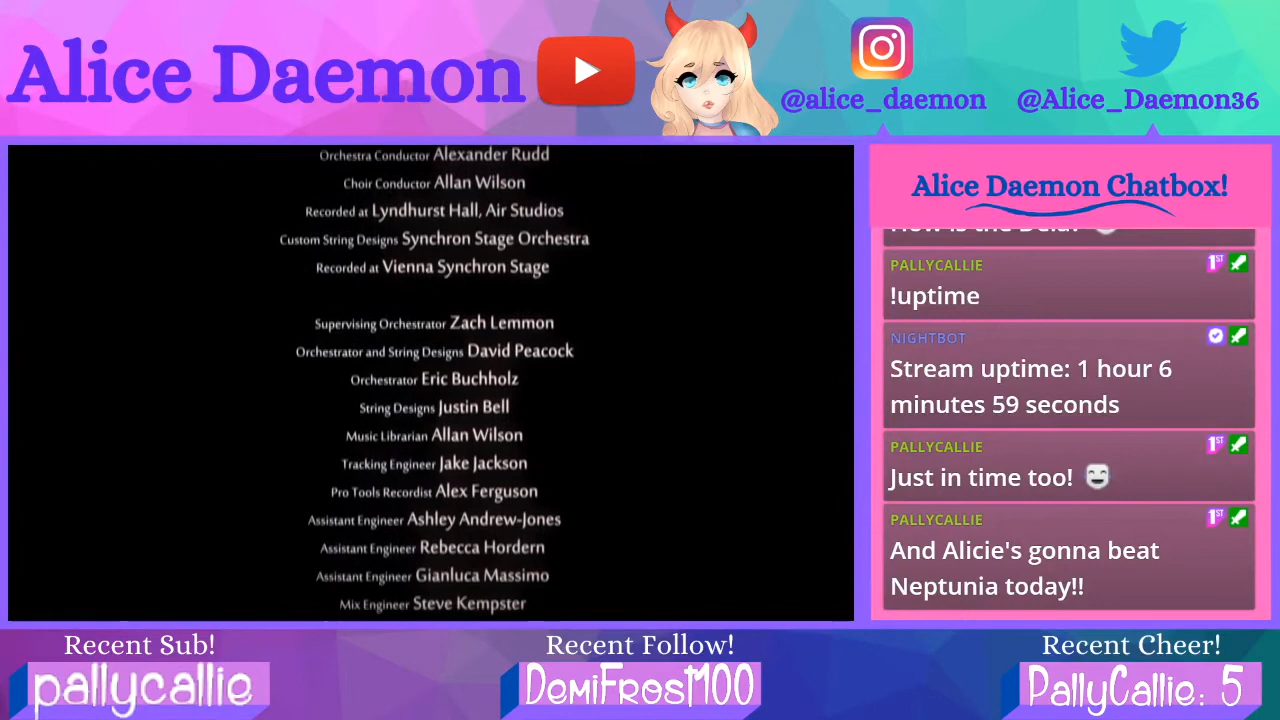 Alice Daemon
@alice_daemon
@Alice_Daemon36
Orchestra Conductor Alexander Rudd
Choir Conductor Allan Wilson
Recorded at Lyndhurst Hall, Air Studios
Custom String Designs Synchron Stage Orchestra
Recorded at Vienna Synchron Stage
Supervising Orchestrator Zach Lemmon
Orchestrator and String Designs David Peacock
Orchestrator Eric Buchholz
String Designs Justin Bell
Music Librarian Allan Wilson
Tracking Engineer Jake Jackson
Pro Tools Recordist Alex Ferguson
Assistant Engineer Ashley Andrew-Jones
Assistant Engineer Rebecca Hordern
Assistant Engineer Gianluca Massimo
Mix Engineer Steve Kempster
Alice Daemon Chatbox!
PALLYCALLIE 1ST
!uptime
NIGHTBOT
Stream uptime: 1 hour 6
minutes 59 seconds
PALLYCALLIE 1ST
Just in time too!
PALLYCALLIE 1ST
And Alicie's gonna beat
Neptunia today!!
Recent Sub!
pallycallie
Recent Follow!
DemiFrost100
Recent Cheer!
PallyCallie: 5